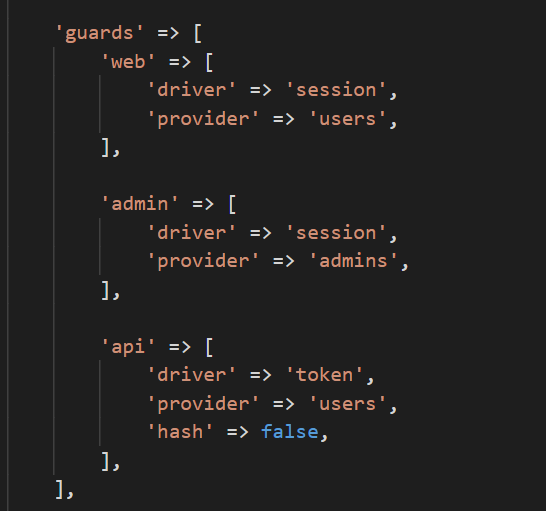 'guards' => [
'web' => [
'driver' => 'session',
'provider' => 'users',
],
'admin' => [
'driver' => 'session',
'provider' => 'admins',
],
'api' => [
'driver' => 'token',
'provider' => 'users',
'hash' => false,
],
],